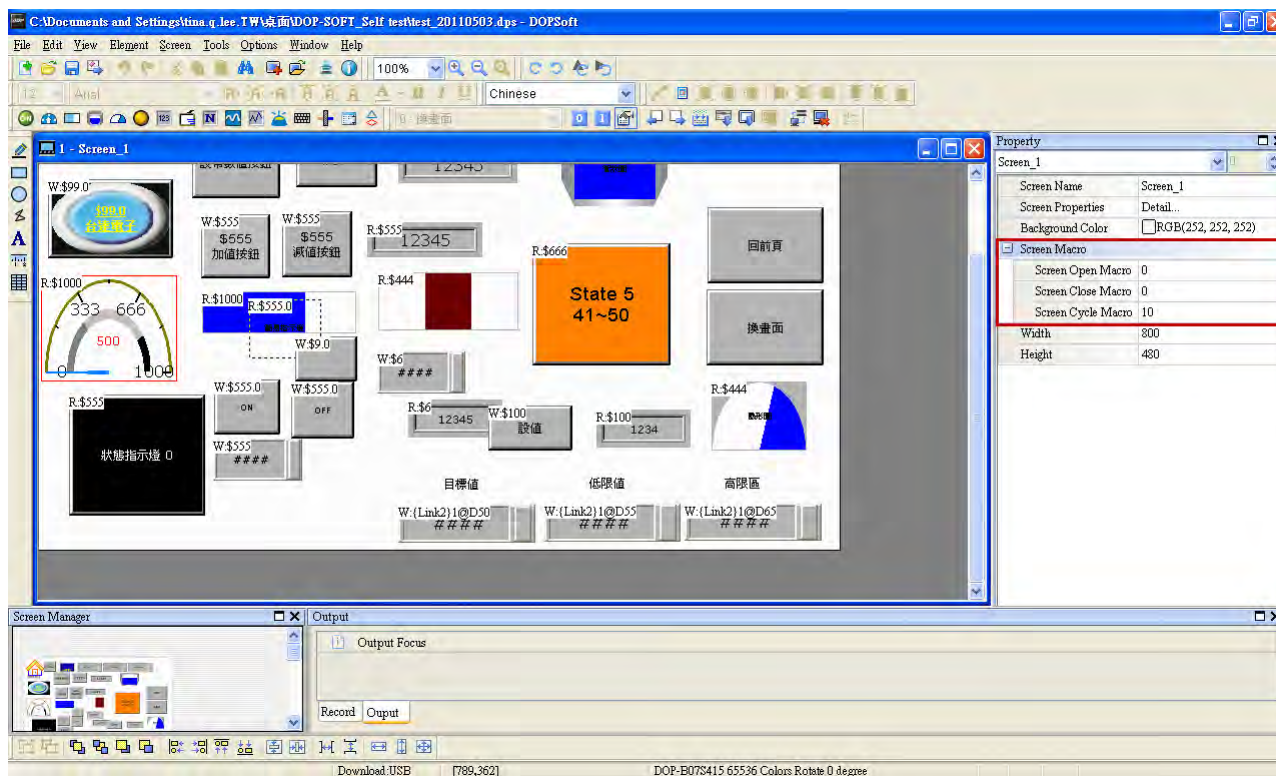 C:\Documents and Settings\tina.q.lee.TW\桌面\DOP-SOFT_Self test\test_20110503.dps - DOPSoft
File Edit View Element Screen Tools Options Window Help
100%
12 Arial Chinese
0 換畫面
1 - Screen_1
12345
W:$99.0
$99.0
台達電子
W:$555
$555
加值按鈕
W:$555
$555
減值按鈕
R:$555
12345
R:$666
State 5
41~50
回前頁
R:$1000
333 666
500
0 1000
R:$1000
R:$555.0
R:$444
W:$9.0
換畫面
W:$6
####
R:$555
狀態指示燈 0
W:$555.0
ON
W:$555.0
OFF
R:$6
12345
W:$100
設值
R:$100
1234
R:$444
W:$555
####
目標值 低限值 高限區
W:{Link2}1@D50
####
W:{Link2}1@D55
####
W:{Link2}1@D65
####
Property
Screen_1 0
Screen Name Screen_1
Screen Properties Detail...
Background Color RGB(252, 252, 252)
Screen Macro
Screen Open Macro 0
Screen Close Macro 0
Screen Cycle Macro 10
Width 800
Height 480
Screen Manager
Output
Output Focus
Record Ouput
Download:USB [789,362] DOP-B07S415 65536 Colors Rotate 0 degree